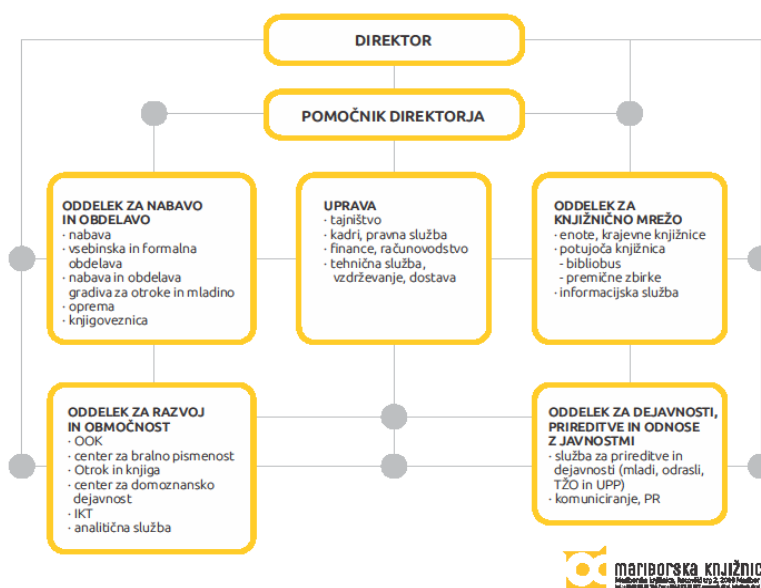 DIREKTOR
POMOČNIK DIREKTORJA
ODDELEK ZA NABAVO
IN OBDELAVO
· nabava
· vsebinska in formalna
obdelava
· nabava in obdelava
gradiva za otroke in mladino
· oprema
· knjigoveznica
UPRAVA
· tajništvo
· kadri, pravna služba
· finance, računovodstvo
· tehnična služba,
vzdrževanje, dostava
ODDELEK ZA
KNJIŽNIČNO MREŽO
· enote, krajevne knjižnice
· potujoča knjižnica
- bibliobus
- premične zbirke
· informacijska služba
ODDELEK ZA RAZVOJ
IN OBMOČNOST
· OOK
· center za bralno pismenost
· Otrok in knjiga
· center za domoznansko
dejavnost
· IKT
· analitična služba
ODDELEK ZA DEJAVNOSTI,
PRIREDITVE IN ODNOSE
Z JAVNOSTMI
· služba za prireditve in
dejavnosti (mladi, odrasli,
TŽO in UPP)
· komuniciranje, PR
mariborska knjižnic